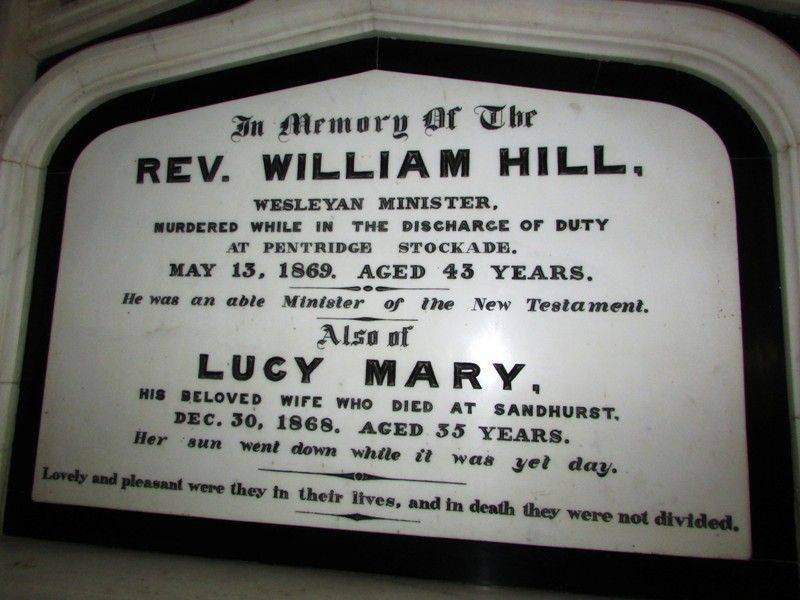 In Memory Of The
REV. WILLIAM HILL,
WESLEYAN MINISTER,
MURDERED WHILE IN THE DISCHARGE OF DUTY
AT PENTRIDGE STOCKADE.
MAY 13, 1869. AGED 43 YEARS.
He was an able Minister of the New Testament.
Also of
LUCY MARY,
HIS BELOVED WIFE WHO DIED AT SANDHURST,
DEC. 30, 1868. AGED 35 YEARS.
Her sun went down while it was yet day.
Lovely and pleasant were they in their lives, and in death they were not divided.